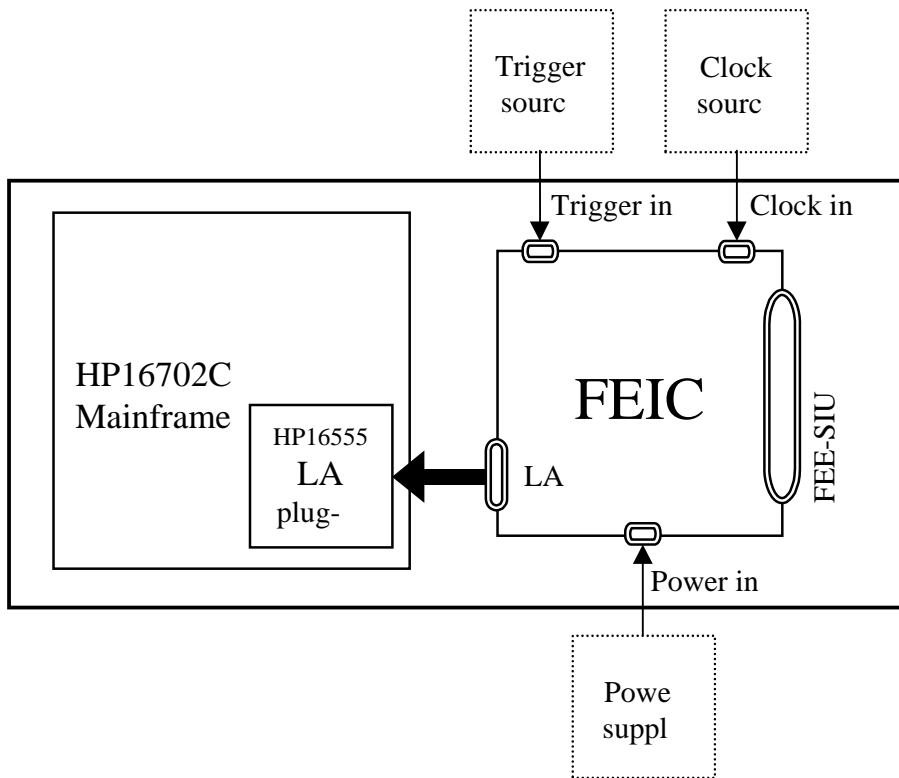 Trigger
sourc
Clock
sourc
Trigger in
Clock in
HP16702C
Mainframe
HP16555
LA
plug-
LA
FEIC
FEE-SIU
Power in
Powe
suppl